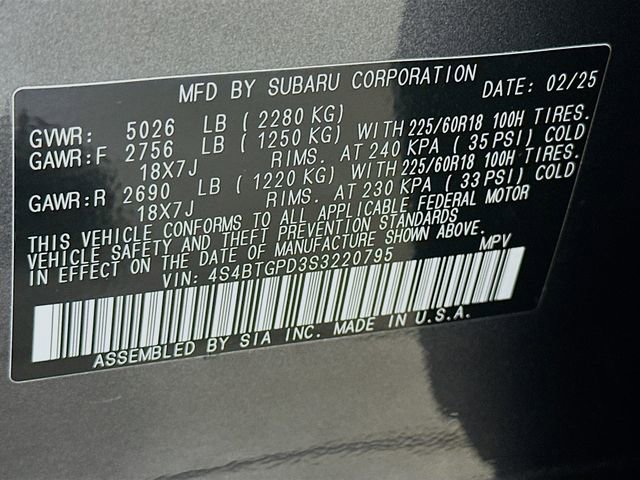 MFD BY SUBARU CORPORATION DATE: 02/25
GVWR: 5026 LB ( 2280 KG)
GAWR:F 2756 LB ( 1250 KG) WITH 225/60R18 100H TIRES.
18X7J RIMS. AT 240 KPA ( 35 PSI) COLD
GAWR:R 2690 LB ( 1220 KG) WITH 225/60R18 100H TIRES.
18X7J RIMS. AT 230 KPA ( 33 PSI) COLD
THIS VEHICLE CONFORMS TO ALL APPLICABLE FEDERAL MOTOR
VEHICLE SAFETY AND THEFT PREVENTION STANDARDS
IN EFFECT ON THE DATE OF MANUFACTURE SHOWN ABOVE.
VIN: 4S4BTGPD3S3220795 MPV
ASSEMBLED BY SIA INC. MADE IN U.S.A.